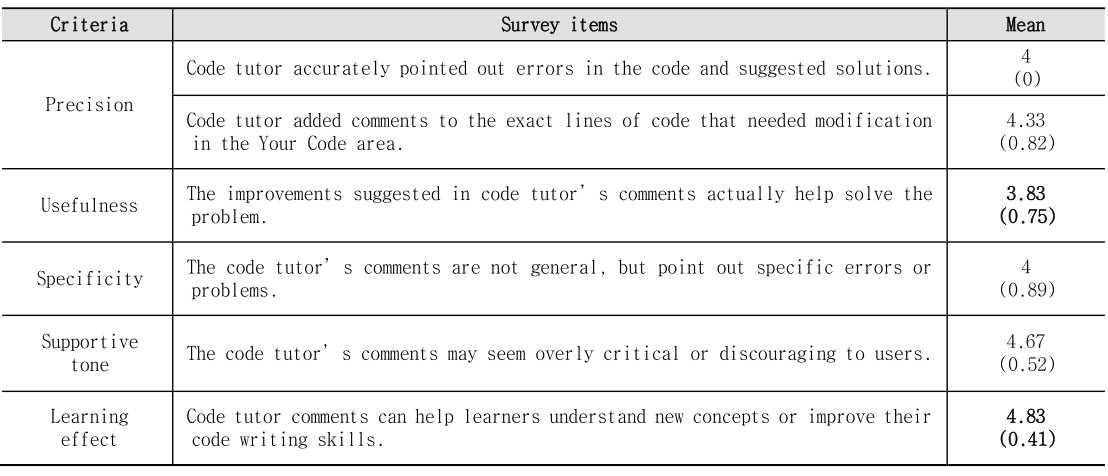 Criteria Survey items Mean
Code tutor accurately pointed out errors in the code and suggested solutions. 4
(0)
Precision
Code tutor added comments to the exact lines of code that needed modification 4.33
in the Your Code area. (0.82)
Usefulness The improvements suggested in code tutor’s comments actually help solve the 3.83
problem. (0.75)
Specificity The code tutor’s comments are not general, but point out specific errors or 4
problems. (0.89)
Supportive 4.67
tone The code tutor’s comments may seem overly critical or discouraging to users. (0.52)
Learning Code tutor comments can help learners understand new concepts or improve their 4.83
effect code writing skills. (0.41)